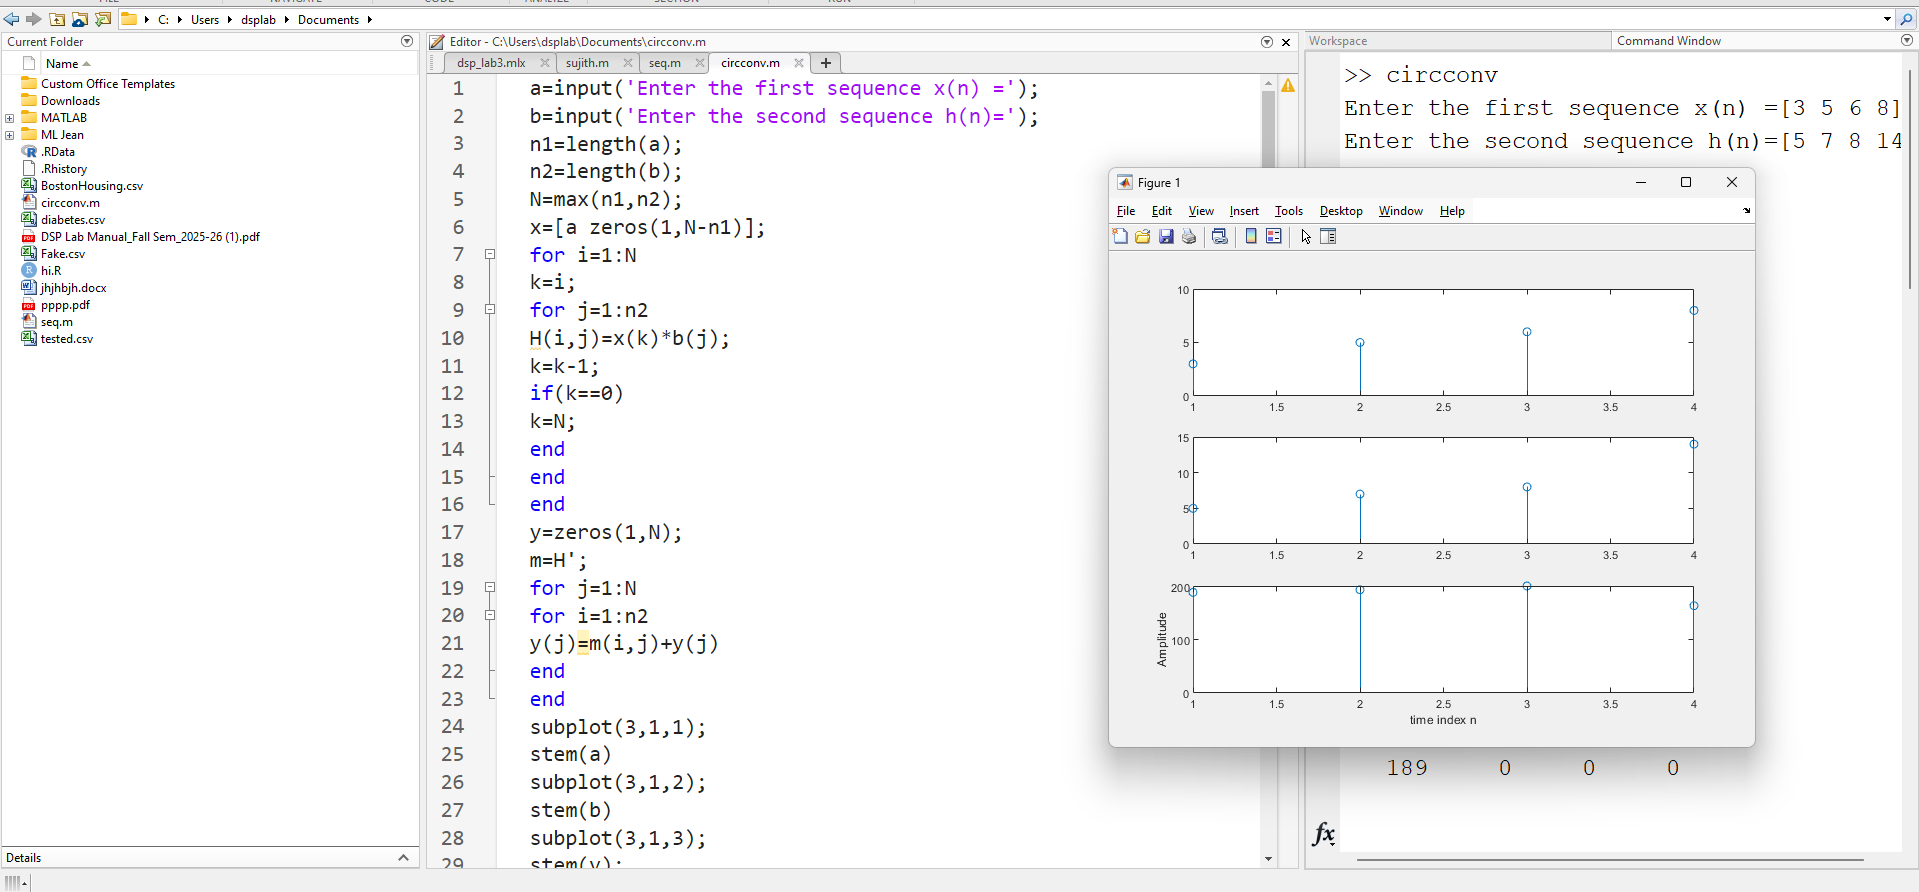 C:
Users
dsplab
Documents
Current Folder
Name
Custom Office Templates
Downloads
MATLAB
ML Jean
.RData
.Rhistory
BostonHousing.csv
circconv.m
diabetes.csv
DSP Lab Manual_Fall Sem_2025-26 (1).pdf
Fake.csv
hi.R
jhjhbjh.docx
pppp.pdf
seq.m
tested.csv
Details
Editor - C:\Users\dsplab\Documents\circconv.m
dsp_lab3.mlx sujith.m seq.m circconv.m +
1 a=input('Enter the first sequence x(n) =');
2 b=input('Enter the second sequence h(n)=');
3 n1=length(a);
4 n2=length(b);
5 N=max(n1,n2);
6 x=[a zeros(1,N-n1)];
7 for i=1:N
8 k=i;
9 for j=1:n2
10 H(i,j)=x(k)*b(j);
11 k=k-1;
12 if(k==0)
13 k=N;
14 end
15 end
16 end
17 y=zeros(1,N);
18 m=H';
19 for j=1:N
20 for i=1:n2
21 y(j)=m(i,j)+y(j)
22 end
23 end
24 subplot(3,1,1);
25 stem(a)
26 subplot(3,1,2);
27 stem(b)
28 subplot(3,1,3);
29 stem(y);
Workspace
Command Window
>> circconv
Enter the first sequence x(n) =[3 5 6 8]
Enter the second sequence h(n)=[5 7 8 14
Figure 1
File Edit View Insert Tools Desktop Window Help
10
5
0
1 1.5 2 2.5 3 3.5 4
15
10
5
0
1 1.5 2 2.5 3 3.5 4
200
100
0
Amplitude
1 1.5 2 2.5 3 3.5 4
time index n
189 0 0 0
fx